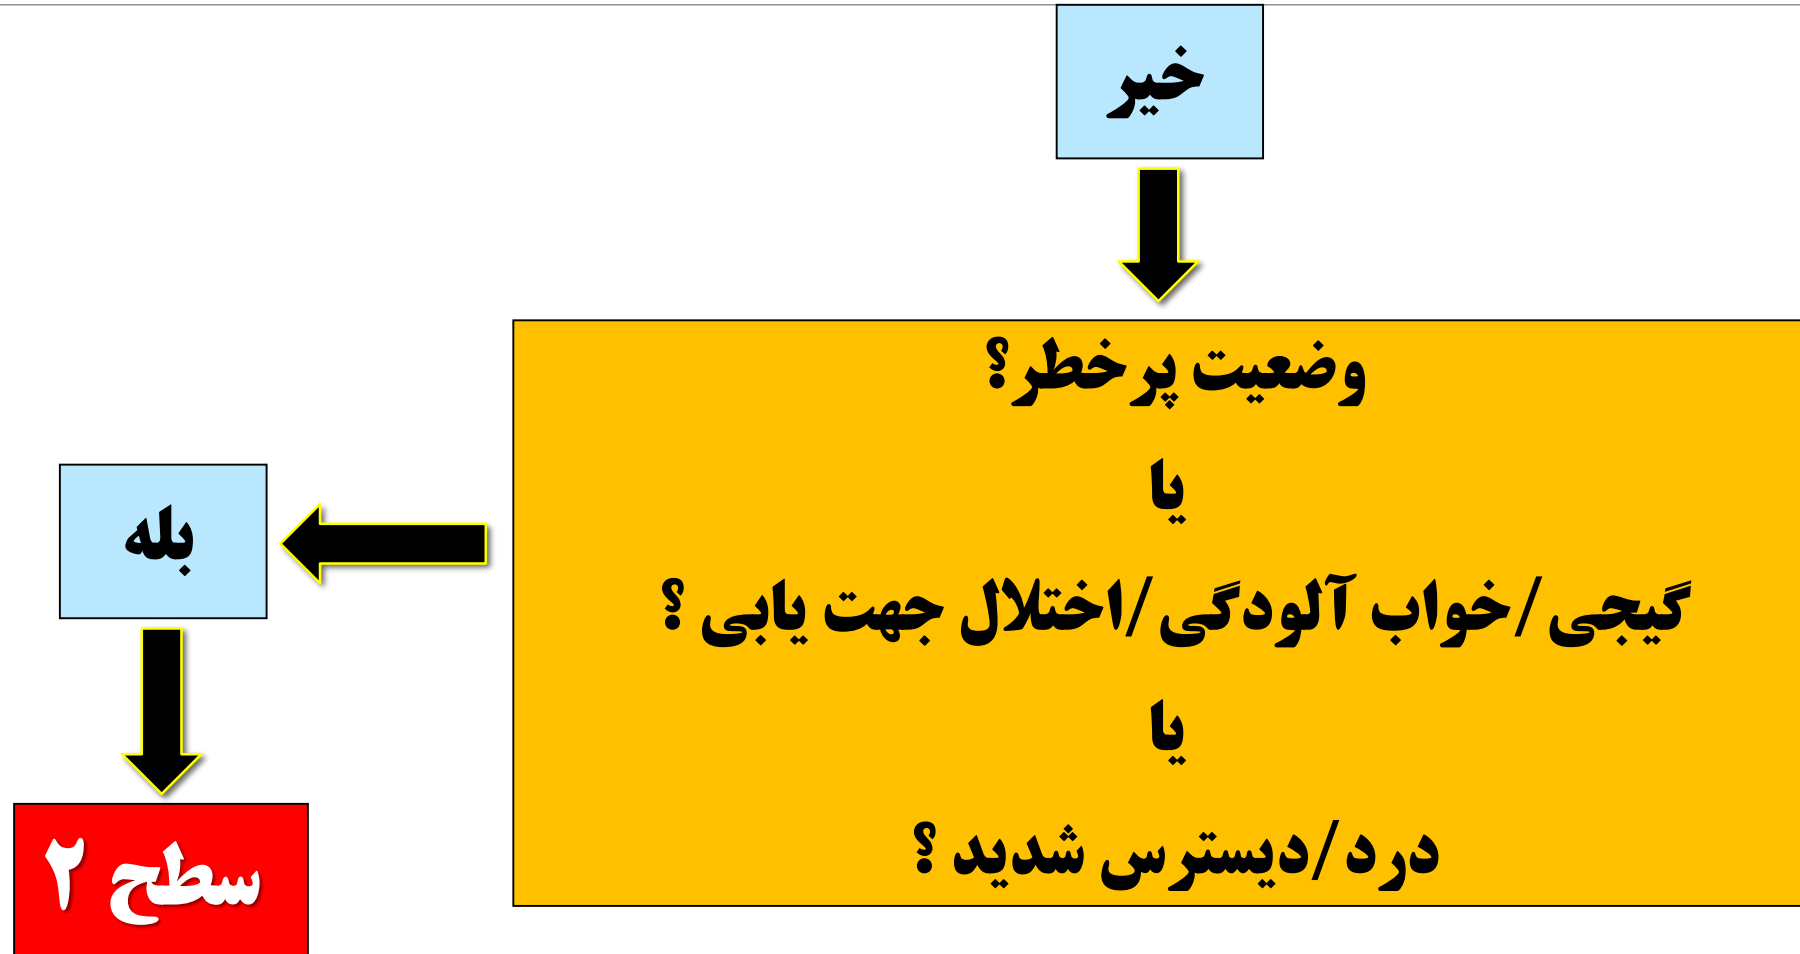 خیر
وضعیت پرخطر؟
یا
گیجی/خواب آلودگی/اختلال جهت یابی ؟
یا
درد/دیسترس شدید ؟
بله
سطح ۲